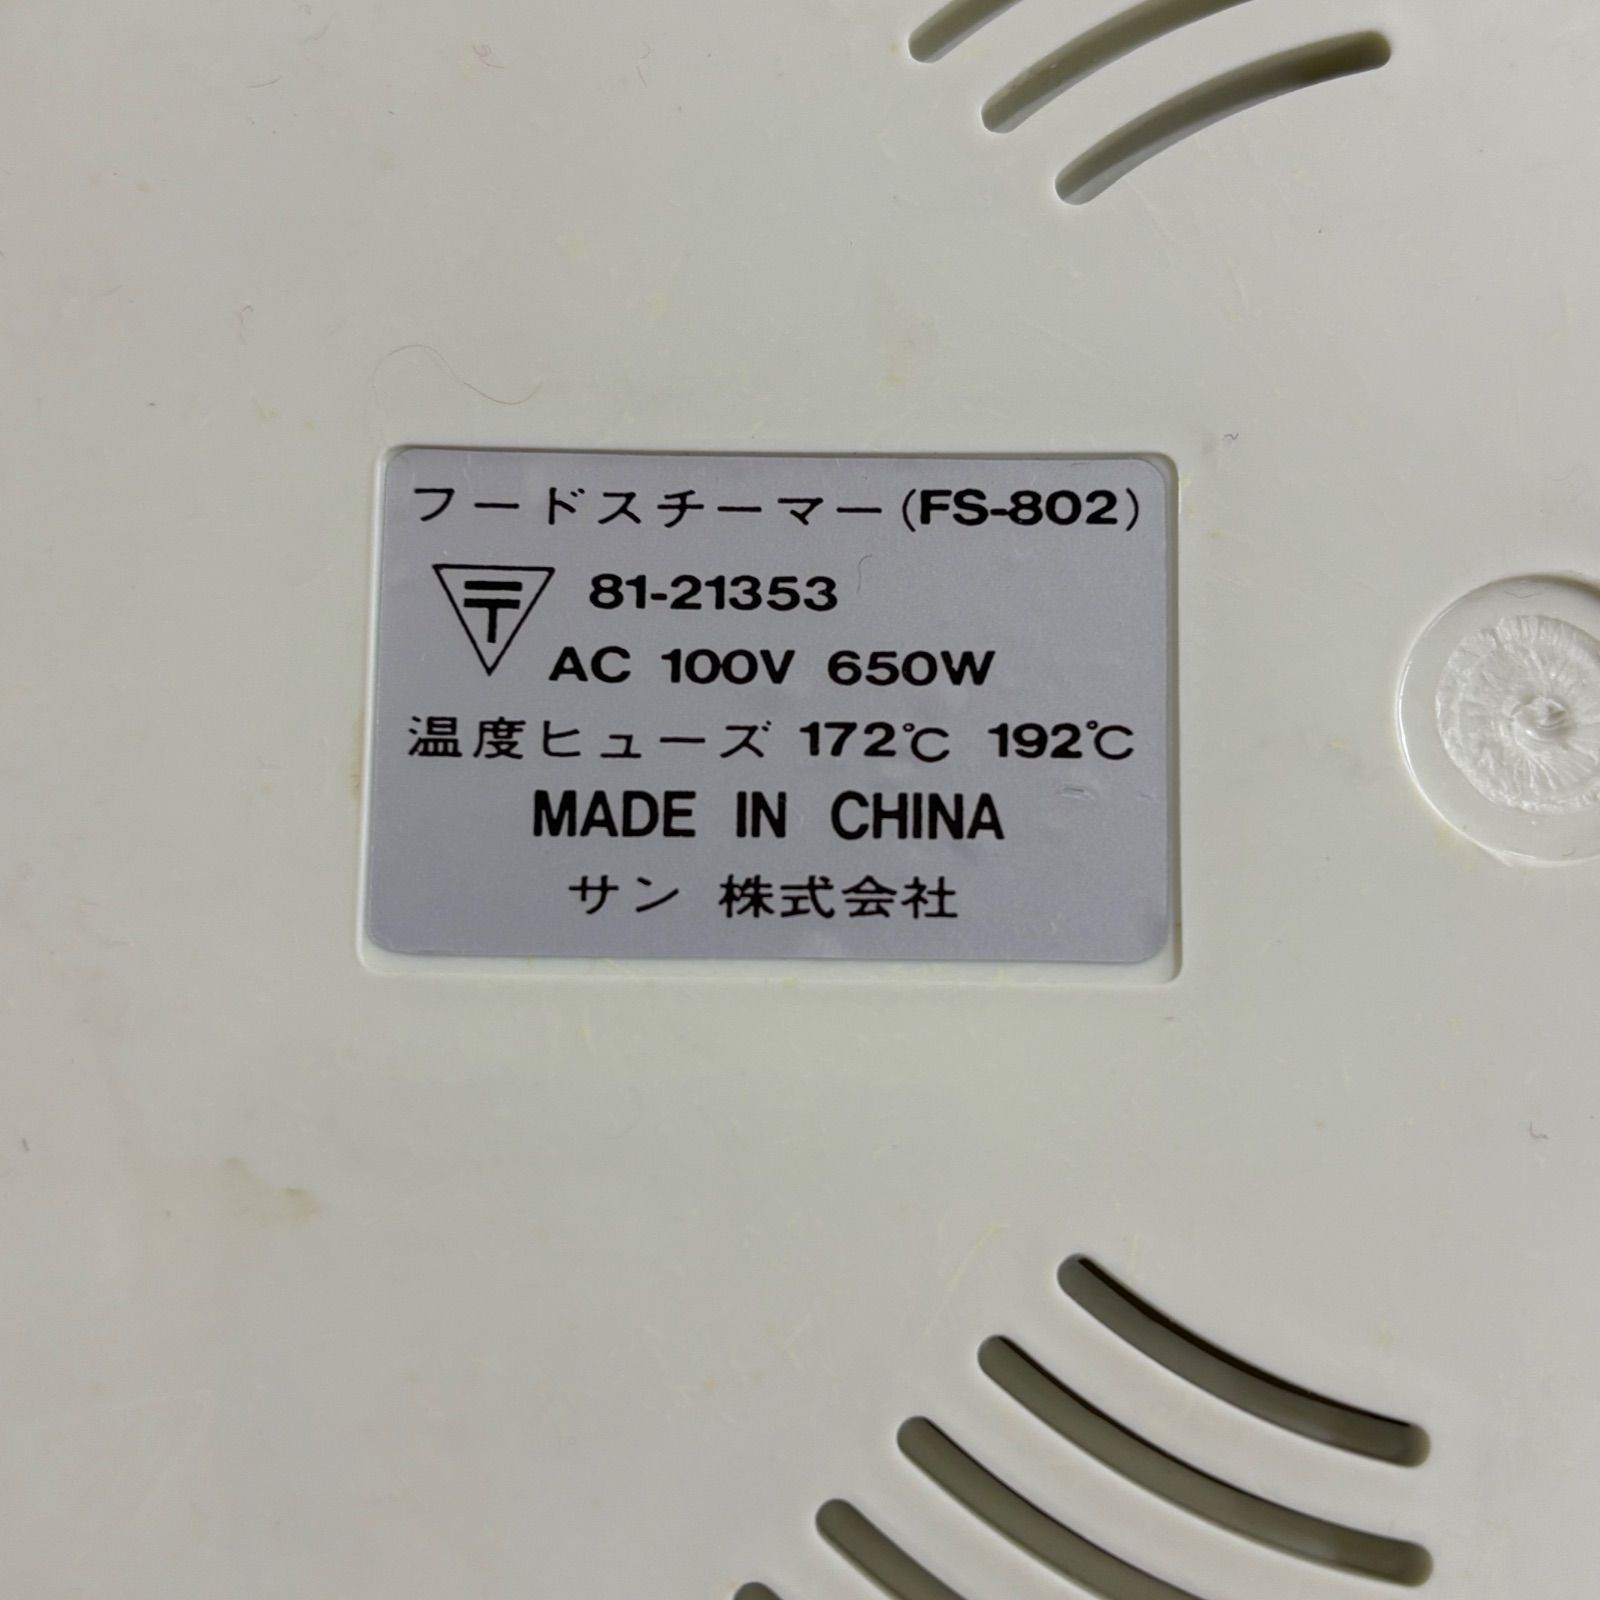 フードスチーマー(FS-802)
〒 81-21353
AC 100V 650W
温度ヒューズ 172℃ 192℃
MADE IN CHINA
サン 株式会社